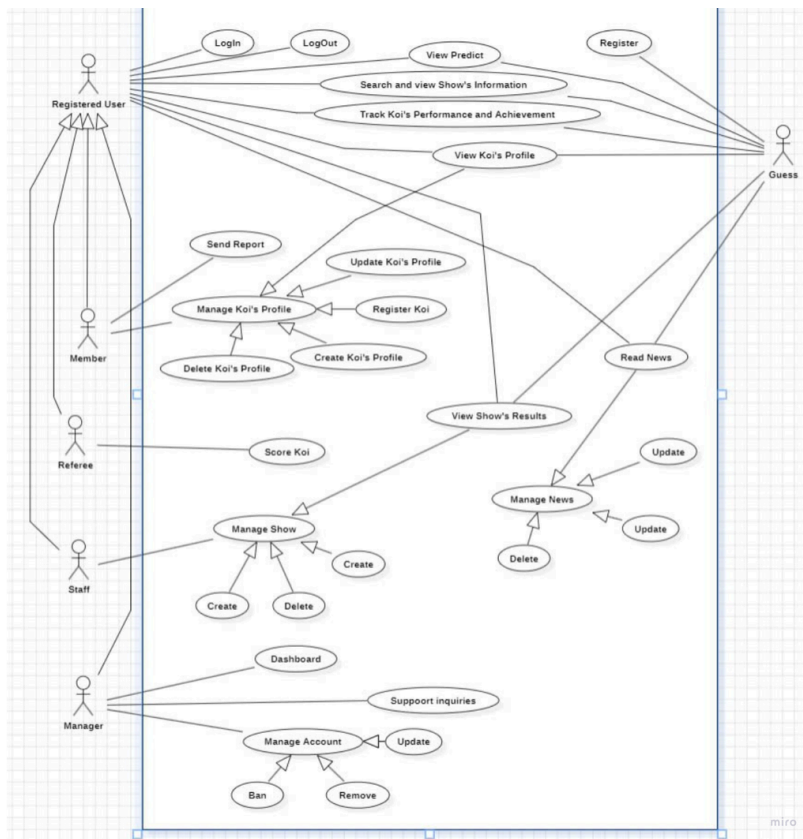 LogIn
LogOut
View Predict
Register
Search and view Show's Information
Registered User
Track Koi's Performance and Achievement
View Koi's Profile
Guess
Send Report
Update Koi's Profile
Manage Koi's Profile
Register Koi
Member
Delete Koi's Profile
Create Koi's Profile
Read News
View Show's Results
Score Koi
Referee
Update
Manage News
Manage Show
Update
Delete
Create
Staff
Create
Delete
Dashboard
Suppoort inquiries
Manager
Manage Account
Update
Ban
Remove
miro